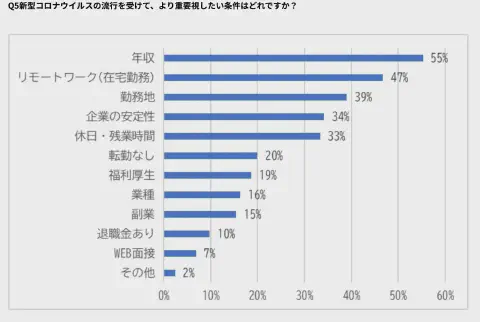 Q5新型コロナウイルスの流行を受けて、より重要視したい条件はどれですか？
年収 55%
リモートワーク(在宅勤務) 47%
勤務地 39%
企業の安定性 34%
休日・残業時間 33%
転勤なし 20%
福利厚生 19%
業種 16%
副業 15%
退職金あり 10%
WEB面接 7%
その他 2%
0% 10% 20% 30% 40% 50% 60%